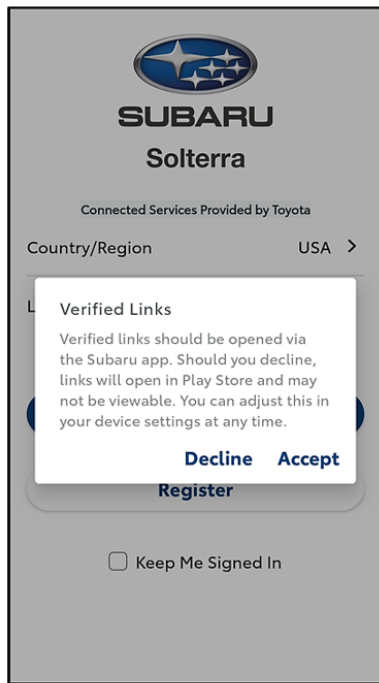 SUBARU
Solterra
Connected Services Provided by Toyota
Country/Region USA >
L
Verified Links
Verified links should be opened via
the Subaru app. Should you decline,
links will open in Play Store and may
not be viewable. You can adjust this in
your device settings at any time.
Decline Accept
Register
Keep Me Signed In